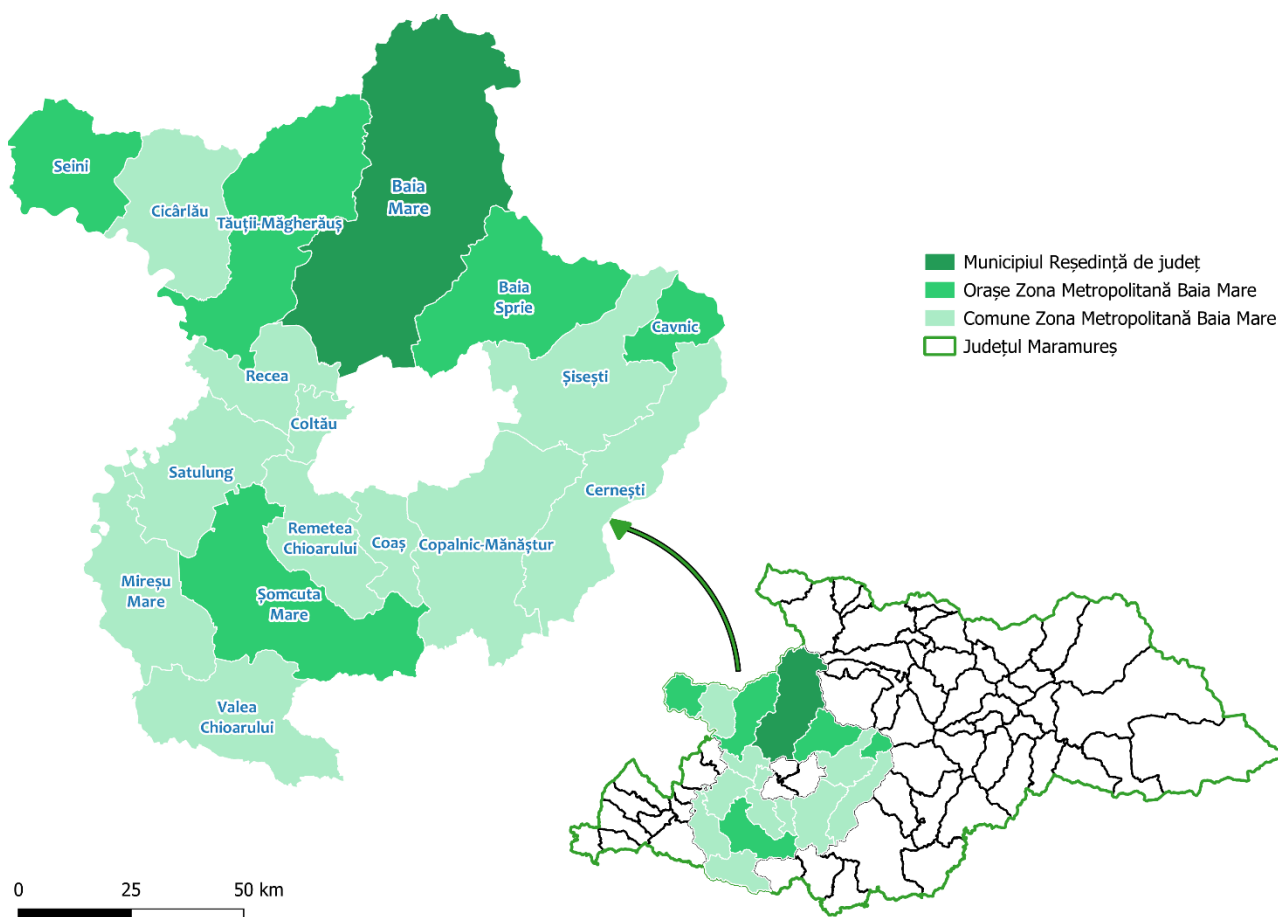 Seini
Cicârlău
Tăuții-Măgherăuș
Baia
Mare
Baia
Sprie
Cavnic
Șisești
Recea
Coltău
Satulung
Cernești
Remetea
Chioarului
Coaș
Copalnic-Mănăștur
Mireșu
Mare
Șomcuta
Mare
Valea
Chioarului
Municipiul Reședință de județ
Orașe Zona Metropolitană Baia Mare
Comune Zona Metropolitană Baia Mare
Județul Maramureș
0 25 50 km